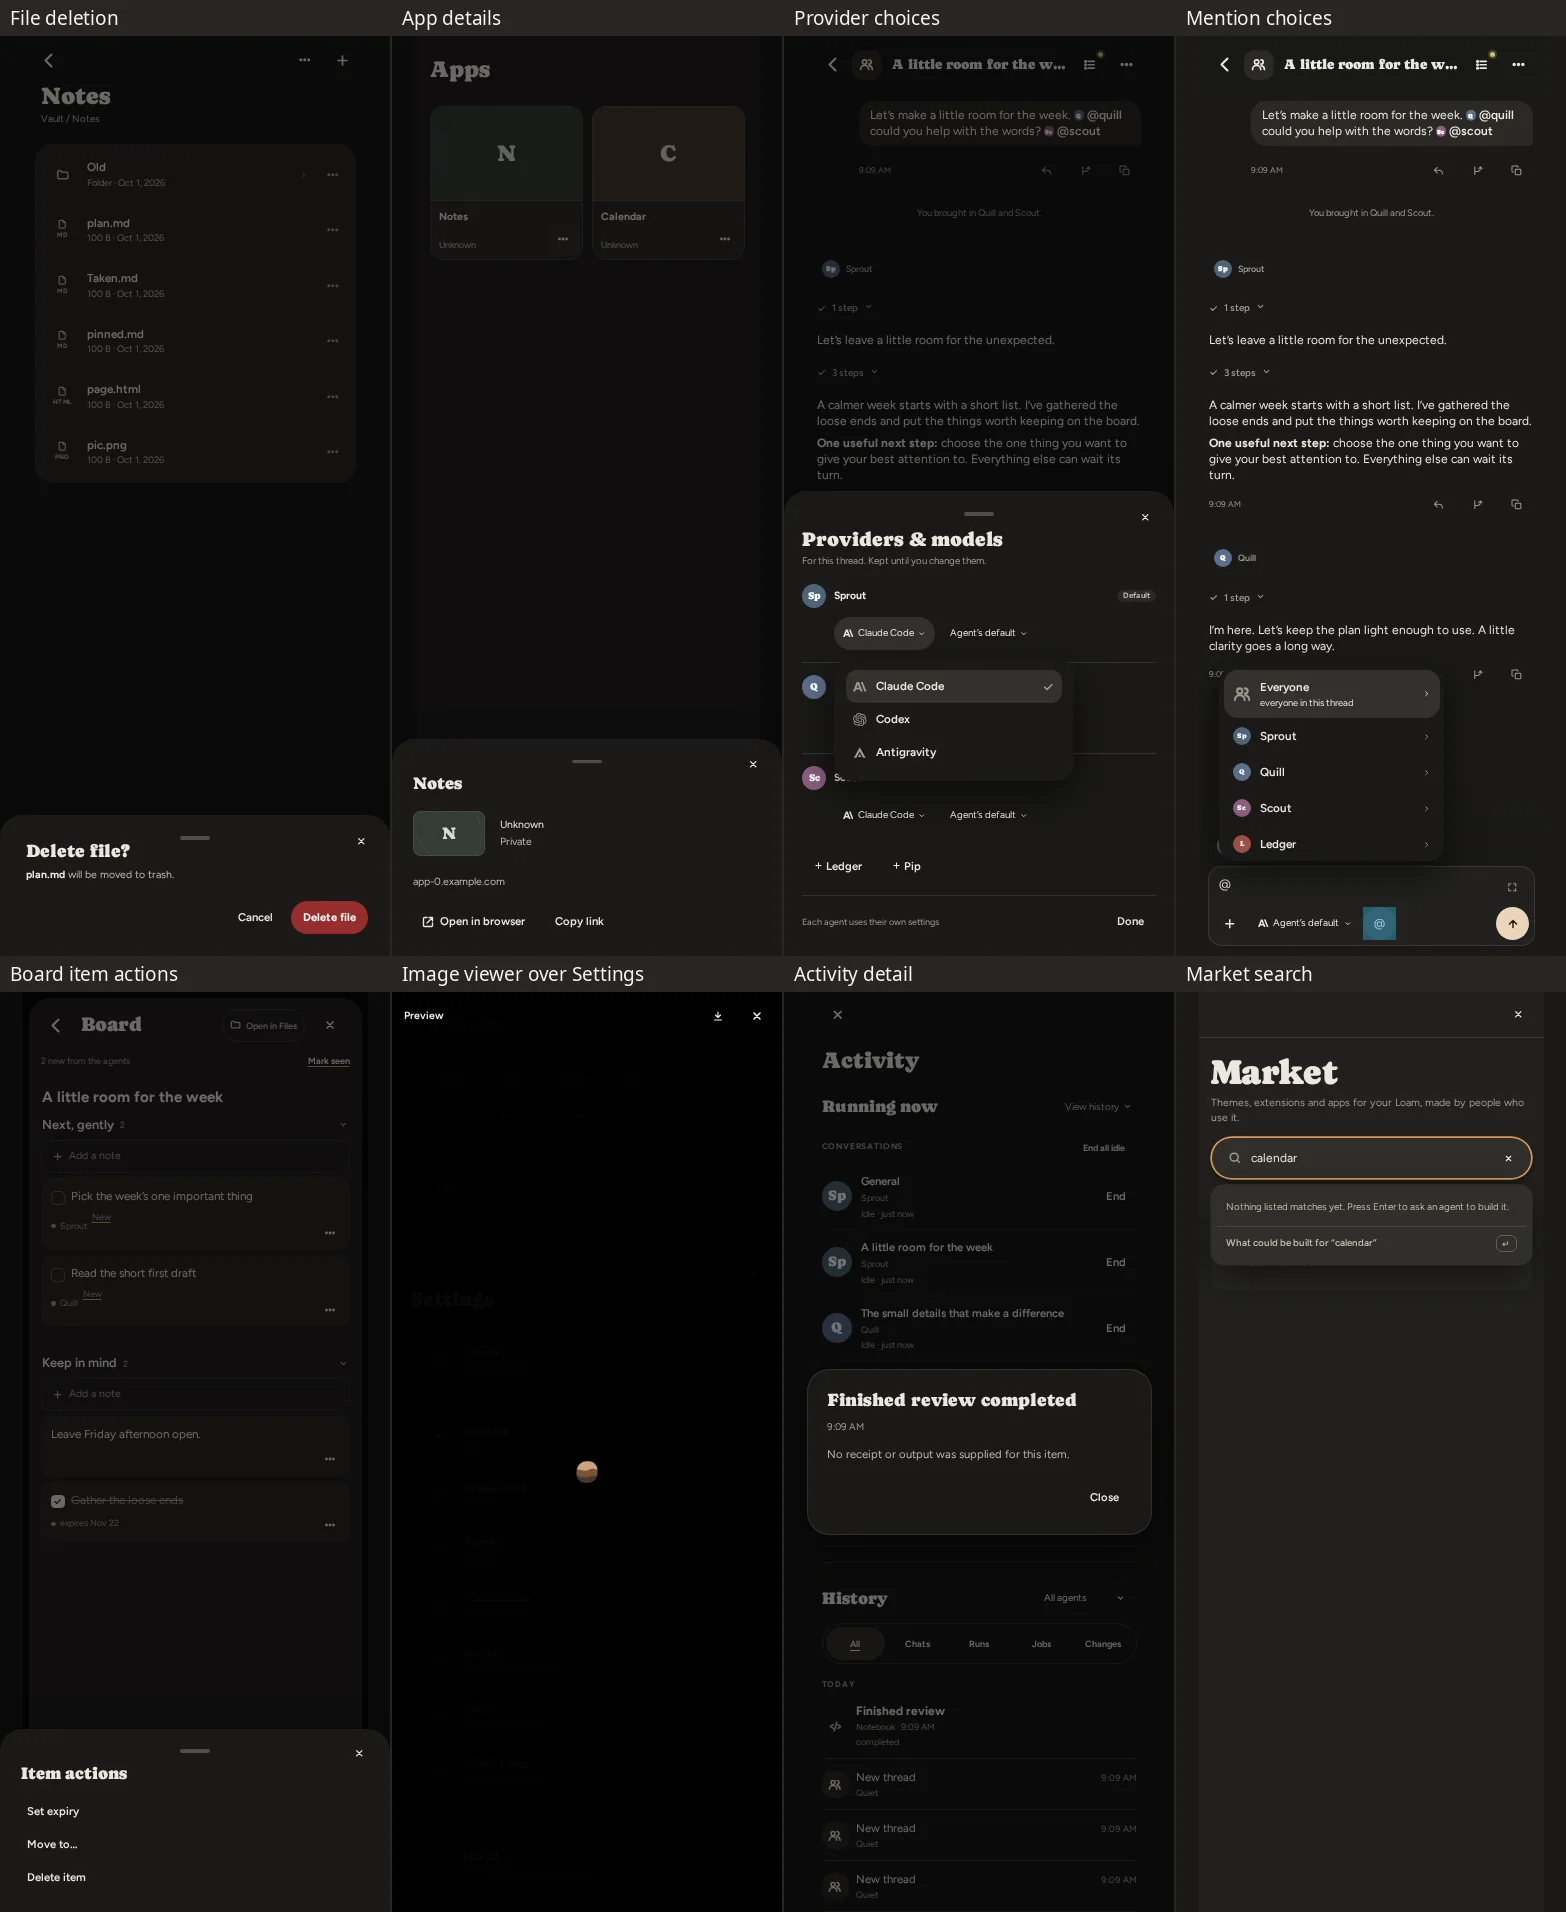 File deletion
Notes
Vault / Notes
Old
Folder · Oct 1, 2026
plan.md
100 B · Oct 1, 2026
MD
Taken.md
100 B · Oct 1, 2026
MD
pinned.md
100 B · Oct 1, 2026
MD
page.html
100 B · Oct 1, 2026
HTML
pic.png
100 B · Oct 1, 2026
PNG
Delete file?
plan.md will be moved to trash.
Cancel
Delete file
App details
Apps
N
C
Notes
Calendar
Unknown
Unknown
Notes
N
Unknown
Private
app-0.example.com
Open in browser
Copy link
Provider choices
A little room for the w...
Let's make a little room for the week. Q @quill
could you help with the words? Sc @scout
9:09 AM
You brought in Quill and Scout.
Sp Sprout
1 step
Let's leave a little room for the unexpected.
3 steps
A calmer week starts with a short list. I've gathered the
loose ends and put the things worth keeping on the board.
One useful next step: choose the one thing you want to
give your best attention to. Everything else can wait its
turn.
Providers & models
For this thread. Kept until you change them.
Sp Sprout
Default
Claude Code
Agent's default
Q
Claude Code
Codex
Antigravity
Sc
Claude Code
Agent's default
+ Ledger
+ Pip
Each agent uses their own settings
Done
Mention choices
A little room for the w...
Let's make a little room for the week. Q @quill
could you help with the words? Sc @scout
9:09 AM
You brought in Quill and Scout.
Sp Sprout
1 step
Let's leave a little room for the unexpected.
3 steps
A calmer week starts with a short list. I've gathered the
loose ends and put the things worth keeping on the board.
One useful next step: choose the one thing you want to
give your best attention to. Everything else can wait its
turn.
9:09 AM
Q Quill
1 step
I'm here. Let's keep the plan light enough to use. A little
clarity goes a long way.
Everyone
everyone in this thread
Sp Sprout
Q Quill
Sc Scout
L Ledger
@
Agent's default
@
Board item actions
Board
Open in Files
2 new from the agents
Mark seen
A little room for the week
Next, gently 2
+ Add a note
Pick the week's one important thing
Sprout
New
Read the short first draft
Quill
New
Keep in mind 2
+ Add a note
Leave Friday afternoon open.
Gather the loose ends
expires Nov 22
Item actions
Set expiry
Move to...
Delete item
Image viewer over Settings
Preview
Settings
Activity detail
Activity
Running now
View history
CONVERSATIONS
End all idle
Sp
General
Sprout
Idle · just now
End
Sp
A little room for the week
Sprout
Idle · just now
End
Q
The small details that make a difference
Quill
Idle · just now
End
Finished review completed
9:09 AM
No receipt or output was supplied for this item.
Close
History
All agents
All
Chats
Runs
Jobs
Changes
TODAY
Finished review
Notebook · 9:09 AM
completed
New thread
9:09 AM
Quiet
New thread
9:09 AM
Quiet
New thread
9:09 AM
Quiet
Market search
Market
Themes, extensions and apps for your Loam, made by people who
use it.
calendar
Nothing listed matches yet. Press Enter to ask an agent to build it.
What could be built for “calendar”